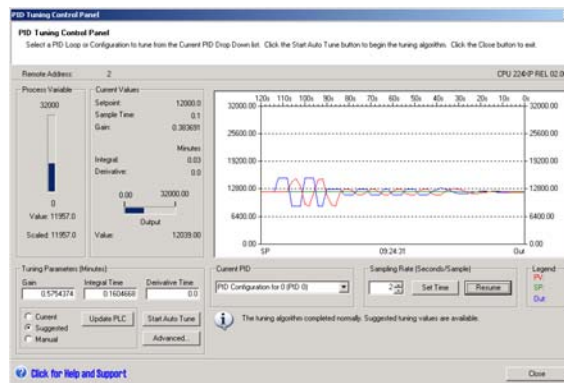 PID Tuning Control Panel
PID Tuning Control Panel
Select a PID Loop or Configuration to tune from the Current PID Drop Down list. Click the Start Auto Tune button to begin the tuning algorithm. Click the Close button to exit.
Remote Address: 2
CPU 224XP REL 02.0
Process Variable
32000
0
Value: 11957.0
Scaled: 11957.0
Current Values
Setpoint: 12000.0
Sample Time: 0.1
Gain: 0.383691
Minutes
Integral: 0.03
Derivative: 0.0
0.00 32000.00
Output
Value: 12039.00
120s 110s 100s 90s 80s 70s 60s 50s 40s 30s 20s 10s 0s
32000.00 32000.00
25600.00 25600.00
19200.00 19200.00
12800.00 12800.00
6400.00 6400.00
0.00 0.00
SP 09:24:31 Out
Tuning Parameters (Minutes)
Gain Integral Time Derivative Time
0.5754374 0.1604668 0.0
Current
Suggested
Manual
Update PLC
Start Auto Tune
Advanced...
Current PID
PID Configuration for 0 (PID 0)
Sampling Rate (Seconds/Sample)
2
Set Time
Resume
Legend
PV:
SP:
Out:
The tuning algorithm completed normally. Suggested tuning values are available.
Click for Help and Support
Close